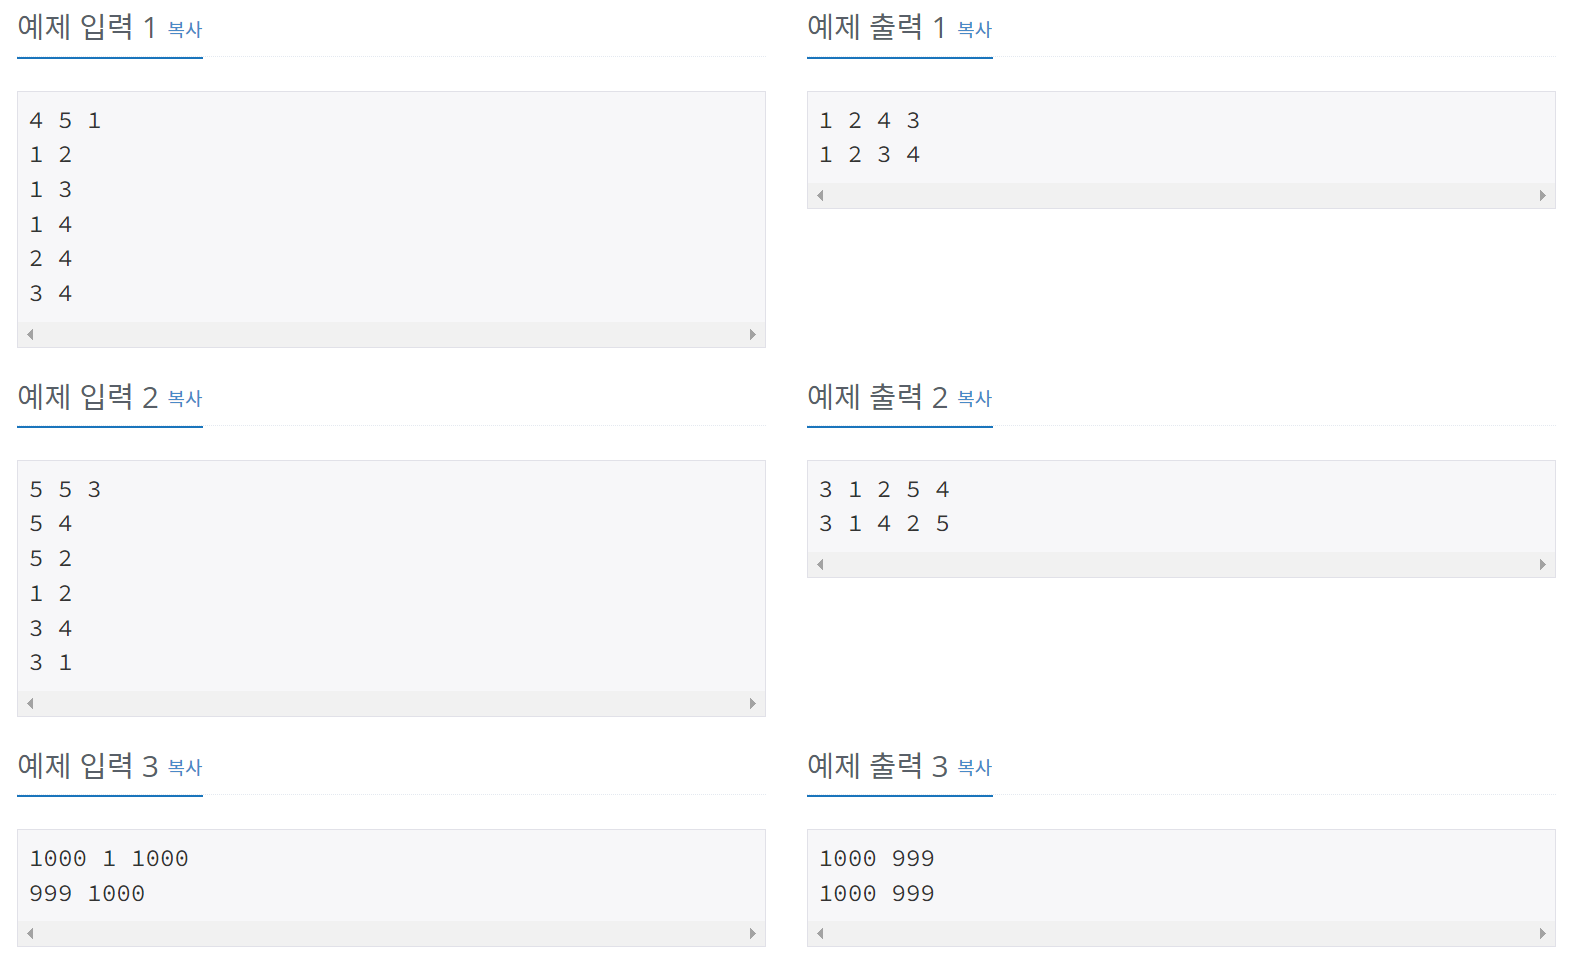 예제 입력 1 복사
4 5 1
1 2
1 3
1 4
2 4
3 4
예제 출력 1 복사
1 2 4 3
1 2 3 4
예제 입력 2 복사
5 5 3
5 4
5 2
1 2
3 4
3 1
예제 출력 2 복사
3 1 2 5 4
3 1 4 2 5
예제 입력 3 복사
1000 1 1000
999 1000
예제 출력 3 복사
1000 999
1000 999